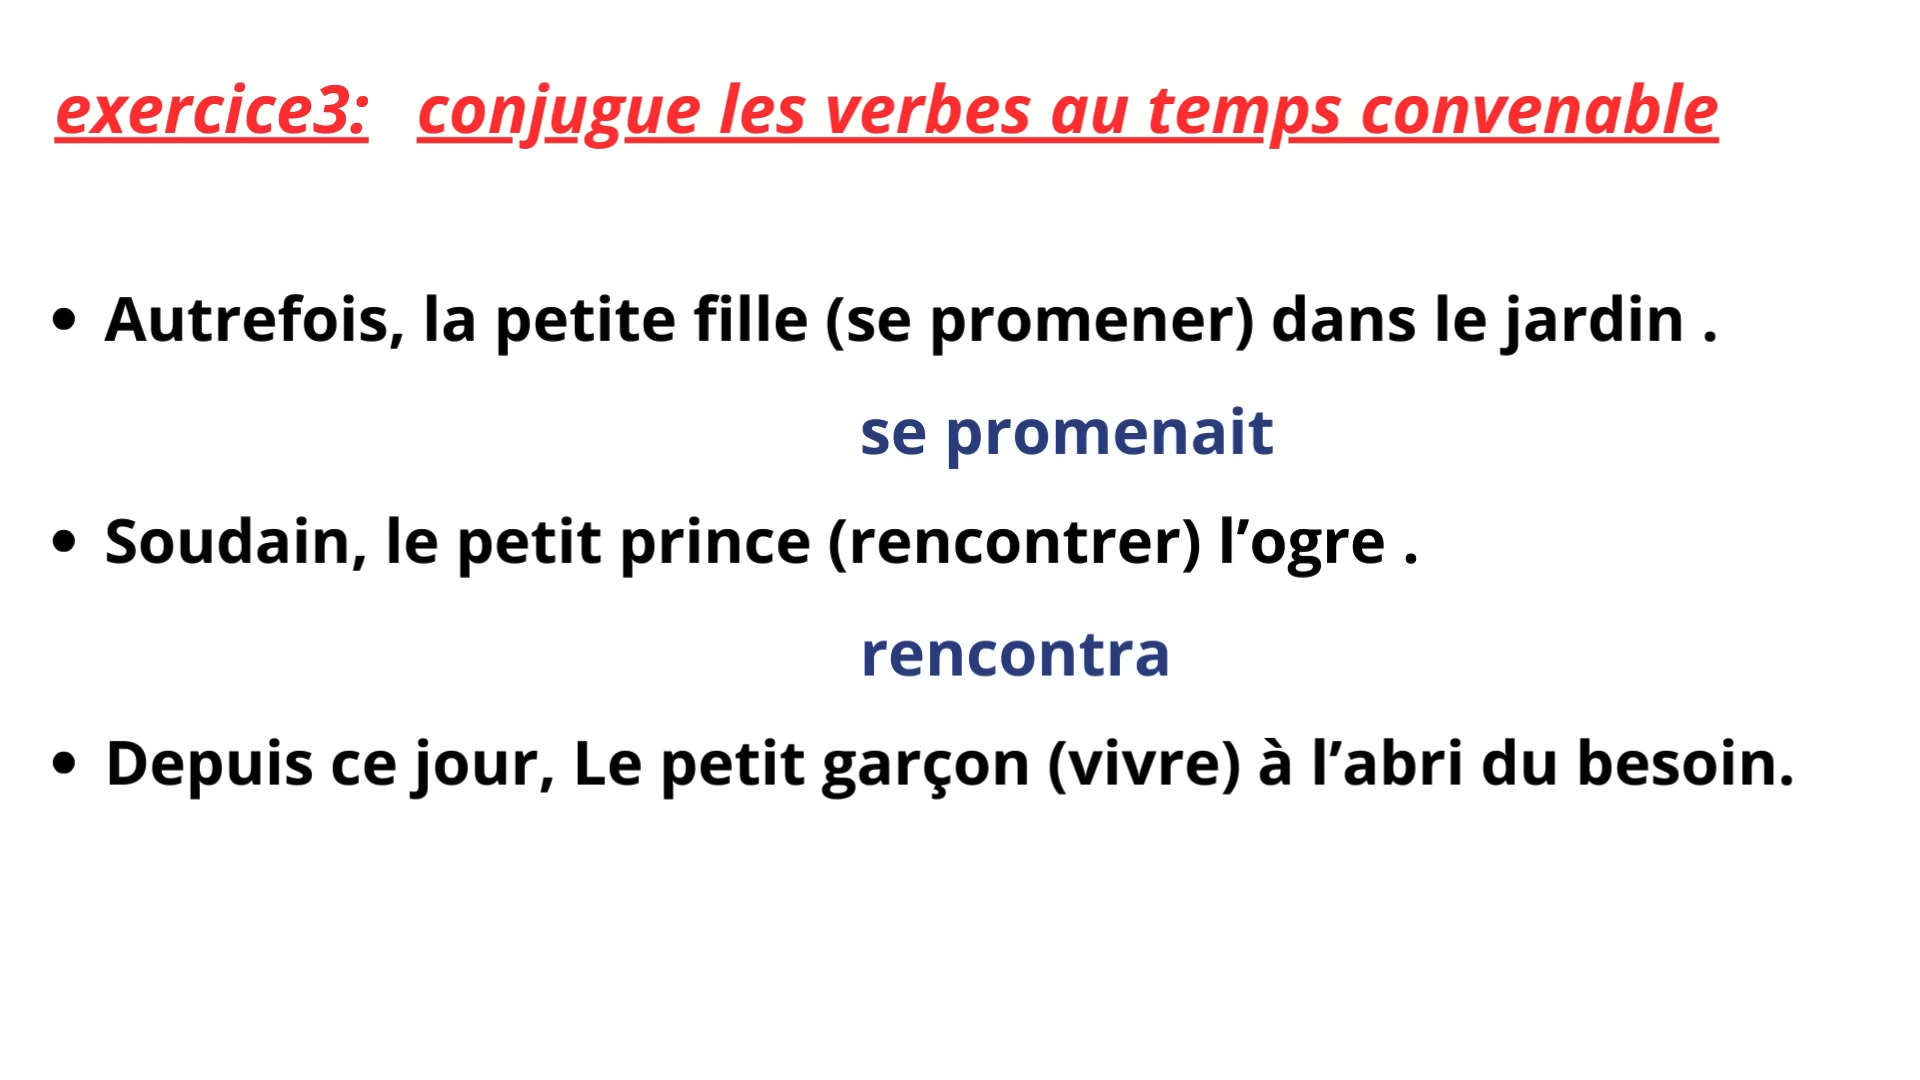 exercice3: conjugue les verbes au temps convenable
• Autrefois, la petite fille (se promener) dans le jardin .
se promenait
• Soudain, le petit prince (rencontrer) l’ogre .
rencontra
• Depuis ce jour, Le petit garçon (vivre) à l’abri du besoin.